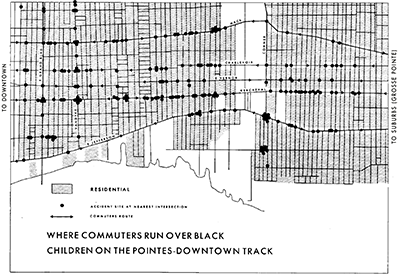 TO DOWNTOWN
TO SUBURBS (GROSSE POINTE)
RESIDENTIAL
ACCIDENT SITE AT NEAREST INTERSECTION
COMMUTERS ROUTE
WHERE COMMUTERS RUN OVER BLACK
CHILDREN ON THE POINTES-DOWNTOWN TRACK